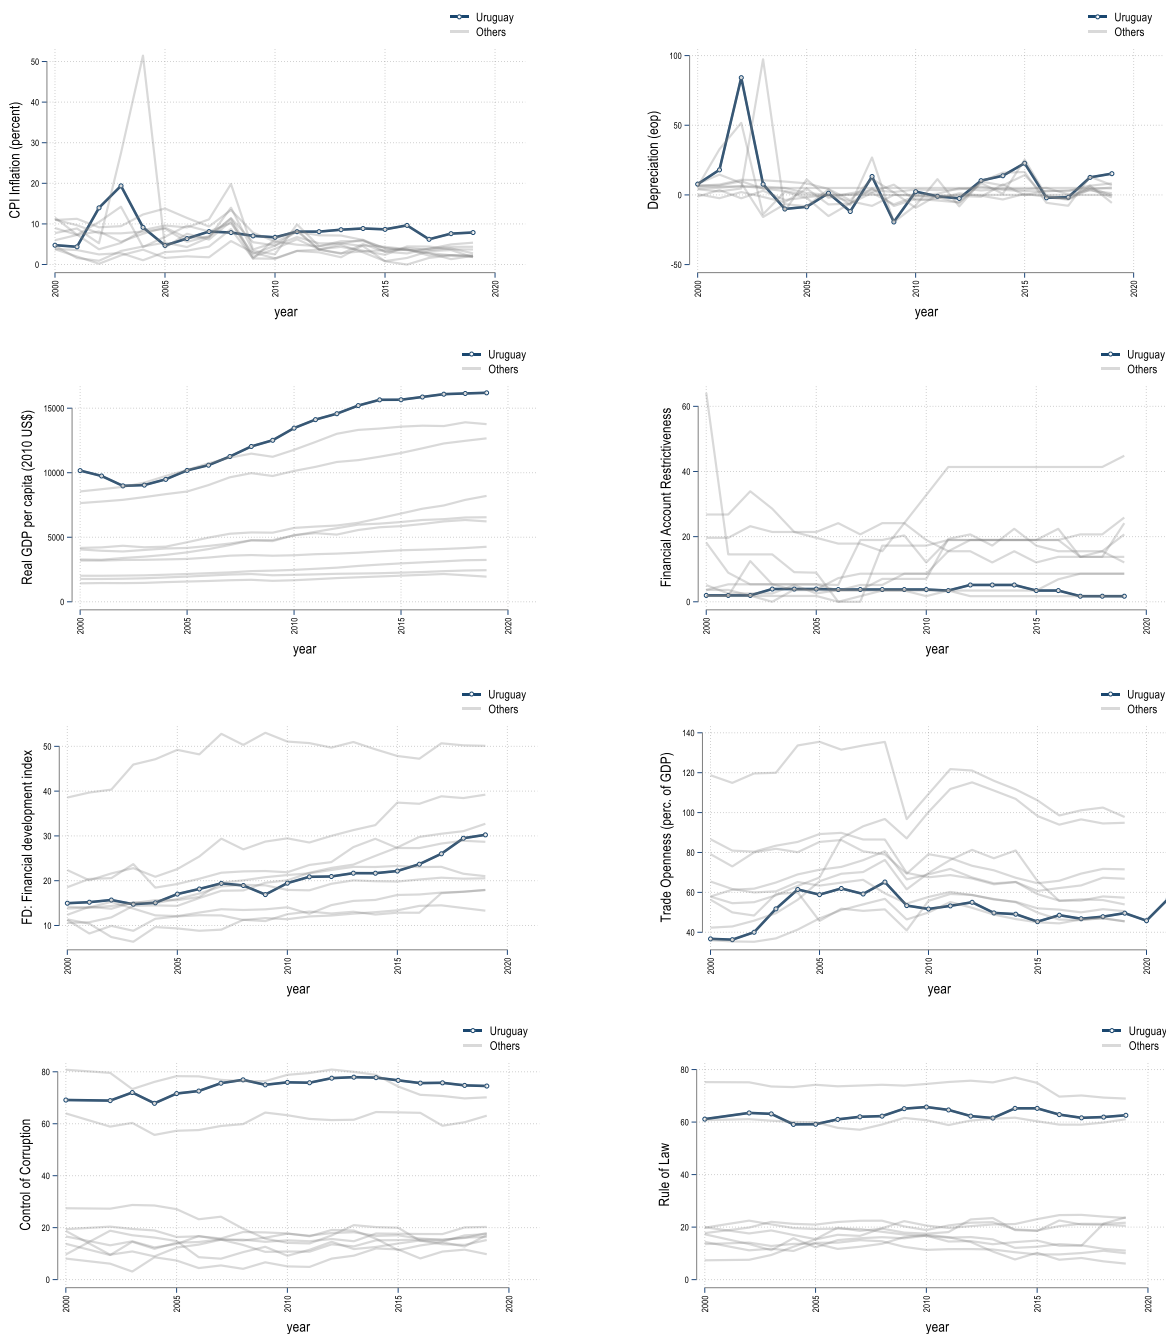 Uruguay
Others
CPI Inflation (percent)
50
40
30
20
10
0
2000
2005
2010
2015
2020
year
Uruguay
Others
Depreciation (eop)
100
50
0
-50
2000
2005
2010
2015
2020
year
Uruguay
Others
Real GDP per capita (2010 US$)
15000
10000
5000
0
2000
2005
2010
2015
2020
year
Uruguay
Others
Financial Account Restrictiveness
60
40
20
0
2000
2005
2010
2015
2020
year
Uruguay
Others
FD: Financial development index
50
40
30
20
10
2000
2005
2010
2015
2020
year
Uruguay
Others
Trade Openness (perc. of GDP)
140
120
100
80
60
40
2000
2005
2010
2015
2020
year
Uruguay
Others
Control of Corruption
80
60
40
20
0
2000
2005
2010
2015
2020
year
Uruguay
Others
Rule of Law
80
60
40
20
0
2000
2005
2010
2015
2020
year